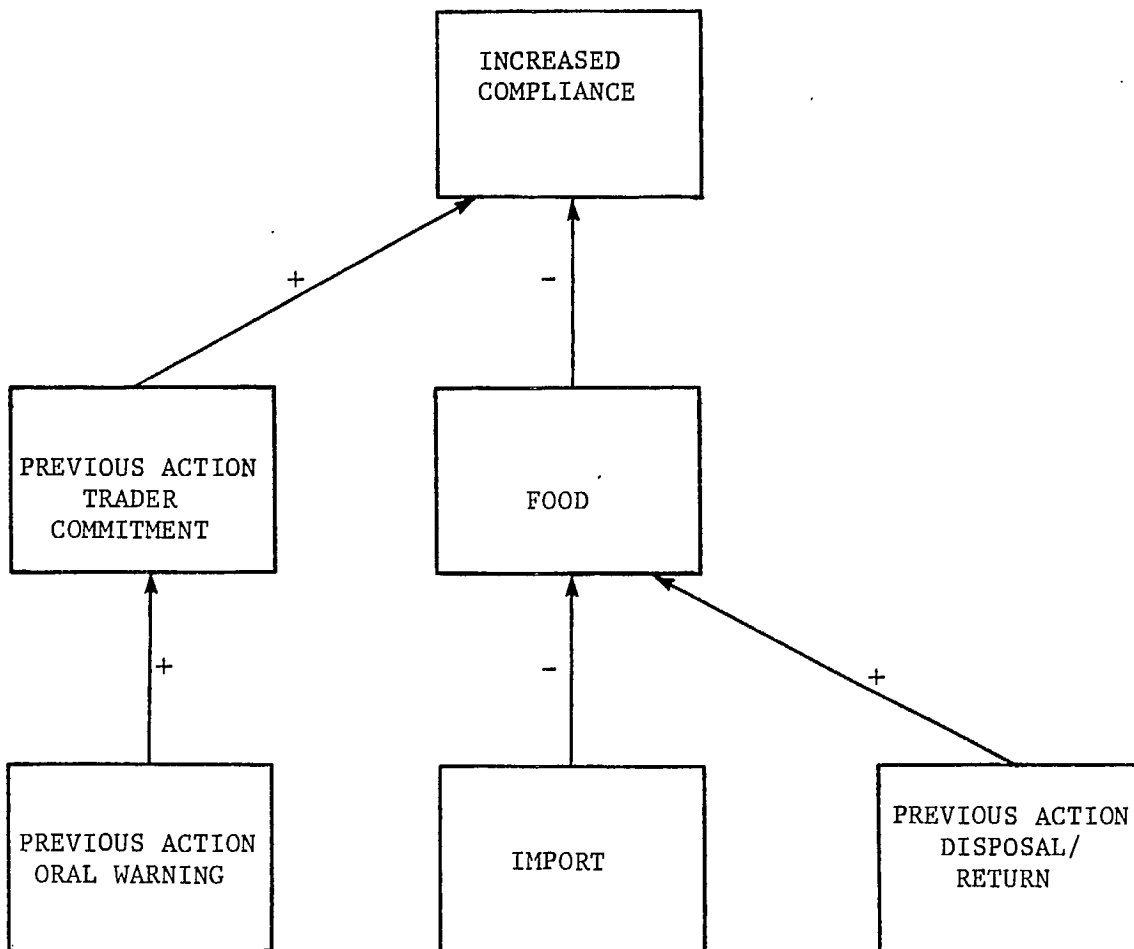 INCREASED
COMPLIANCE
+
-
PREVIOUS ACTION
TRADER
COMMITMENT
FOOD
+
-
+
PREVIOUS ACTION
ORAL WARNING
IMPORT
PREVIOUS ACTION
DISPOSAL/
RETURN